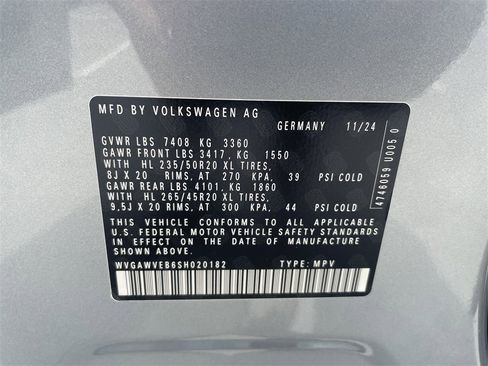 MFD BY VOLKSWAGEN AG
GERMANY 11/24
GVWR LBS 7408 KG 3360
GAWR FRONT LBS 3417, KG 1550
WITH HL 235/50R20 XL TIRES,
8J X 20 RIMS, AT 270 KPA, 39 PSI COLD
GAWR REAR LBS 4101, KG 1860
WITH HL 265/45R20 XL TIRES,
9,5J X 20 RIMS, AT 300 KPA, 44 PSI COLD
THIS VEHICLE CONFORMS TO ALL APPLICABLE
U.S. FEDERAL MOTOR VEHICLE SAFETY
STANDARDS IN EFFECT ON THE DATE OF
MANUFACTURE SHOWN ABOVE.
WVGAWVEB6SH020182 TYPE: MPV
4746059 U005 0